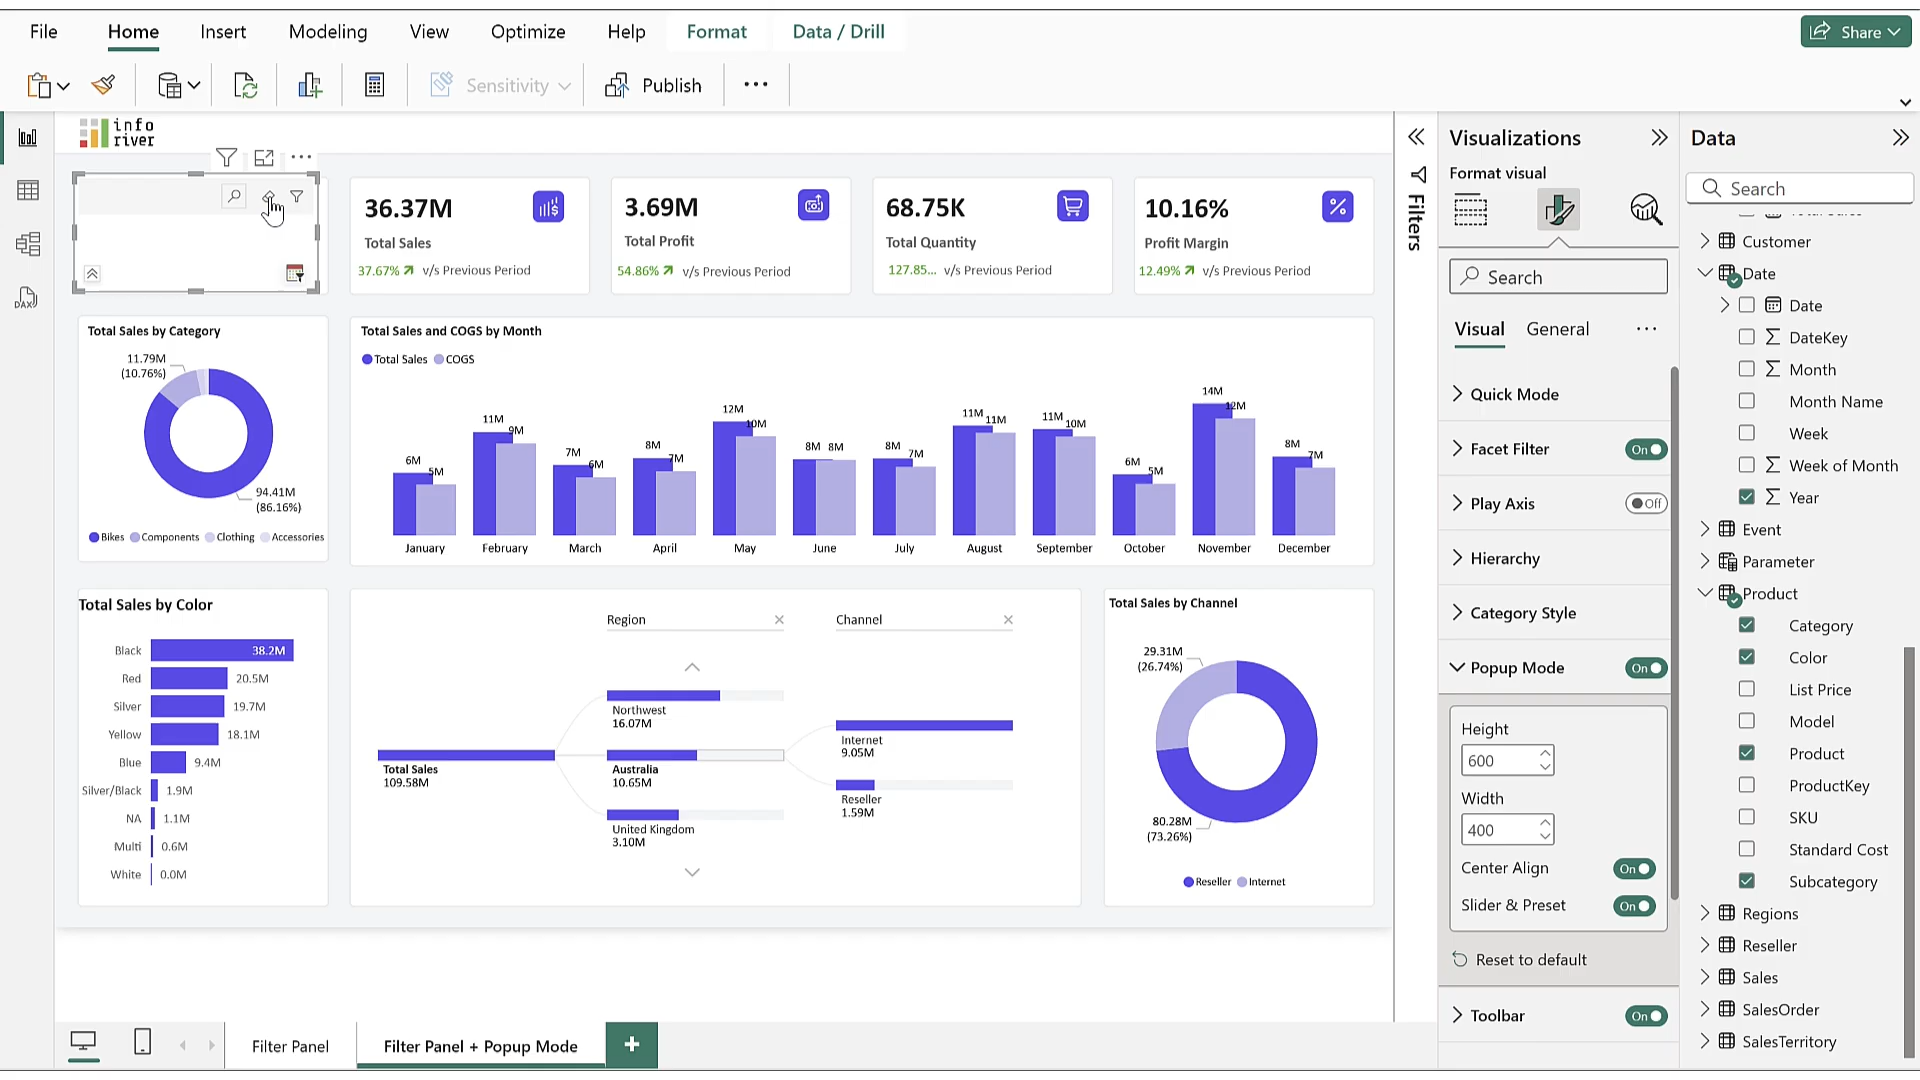 File Home Insert Modeling View Optimize Help Format Data / Drill Share
Sensitivity Publish
info
river
36.37M
Total Sales
37.67% v/s Previous Period
3.69M
Total Profit
54.86% v/s Previous Period
68.75K
Total Quantity
127.85... v/s Previous Period
10.16%
%
Profit Margin
12.49% v/s Previous Period
Total Sales by Category
11.79M
(10.76%)
94.41M
(86.16%)
Bikes Components Clothing Accessories
Total Sales and COGS by Month
Total Sales COGS
6M 5M 11M 9M 7M 6M 8M 7M 12M 10M 8M 8M 8M 7M 11M 11M 11M 10M 6M 5M 14M 12M 8M 7M
January February March April May June July August September October November December
Total Sales by Color
Black 38.2M
Red 20.5M
Silver 19.7M
Yellow 18.1M
Blue 9.4M
Silver/Black 1.9M
NA 1.1M
Multi 0.6M
White 0.0M
Region Channel
Total Sales
109.58M
Northwest
16.07M
Australia
10.65M
United Kingdom
3.10M
Internet
9.05M
Reseller
1.59M
Total Sales by Channel
29.31M
(26.74%)
80.28M
(73.26%)
Reseller Internet
Filter Panel
Filter Panel + Popup Mode
+
DAX
Filters
Visualizations
Format visual
Search
Visual General
Quick Mode
Facet Filter On
Play Axis Off
Hierarchy
Category Style
Popup Mode On
Height
600
Width
400
Center Align On
Slider & Preset On
Reset to default
Toolbar On
Data
Search
Customer
Date
Date
DateKey
Month
Month Name
Week
Week of Month
Year
Event
Parameter
Product
Category
Color
List Price
Model
Product
ProductKey
SKU
Standard Cost
Subcategory
Regions
Reseller
Sales
SalesOrder
SalesTerritory